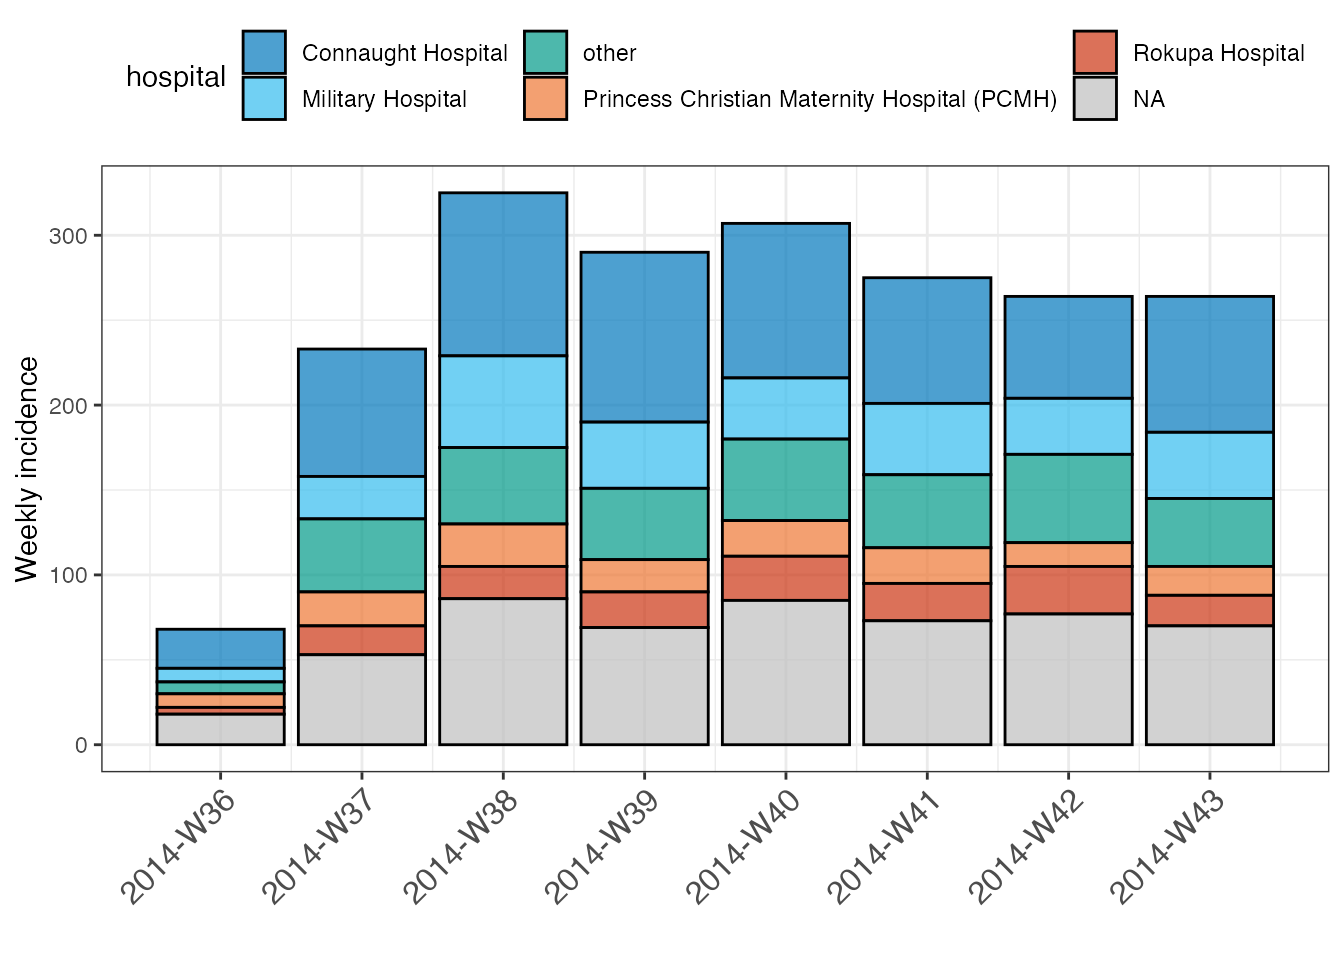 hospital
Connaught Hospital
other
Rokupa Hospital
Military Hospital
Princess Christian Maternity Hospital (PCMH)
NA
Weekly incidence
300
200
100
0
2014-W36
2014-W37
2014-W38
2014-W39
2014-W40
2014-W41
2014-W42
2014-W43